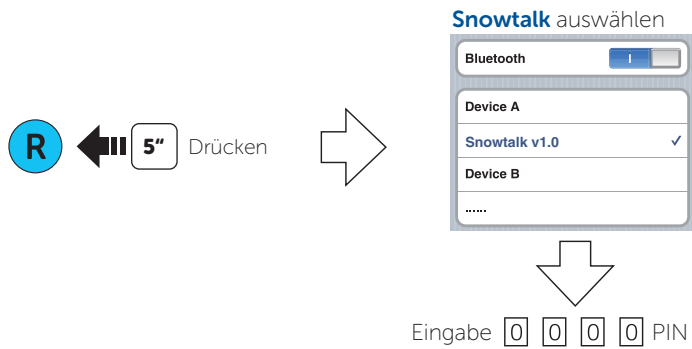 Snowtalk auswählen
Bluetooth
I
Device A
R 5“ Drücken
Snowtalk v1.0 ✓
Device B
......
Eingabe 0 0 0 0 PIN